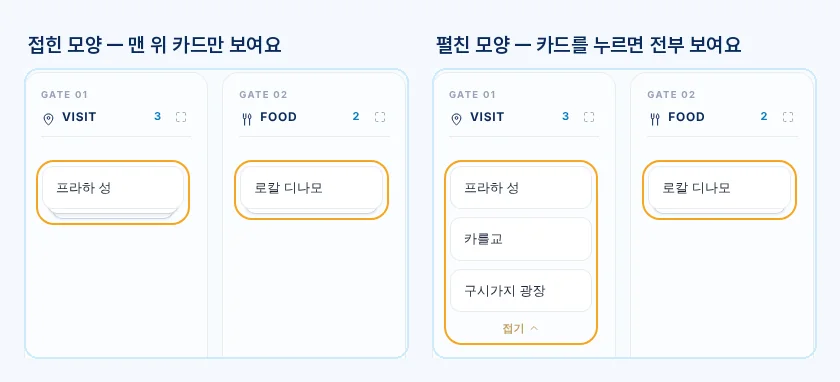 접힌 모양 — 맨 위 카드만 보여요
GATE 01
VISIT 3
프라하 성
GATE 02
FOOD 2
로칼 디나모
펼친 모양 — 카드를 누르면 전부 보여요
GATE 01
VISIT 3
프라하 성
카를교
구시가지 광장
접기
GATE 02
FOOD 2
로칼 디나모